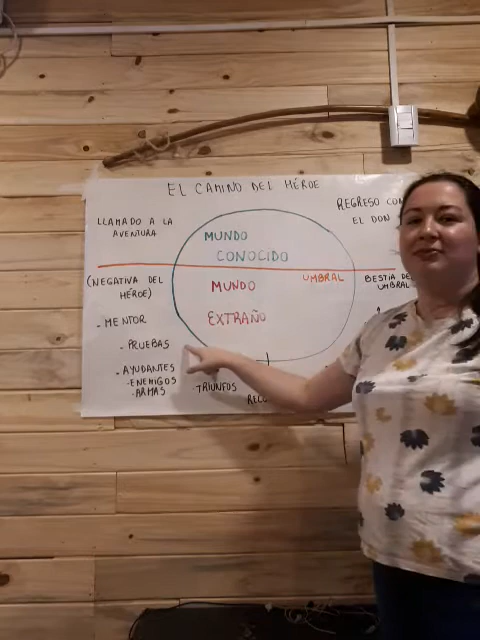 EL CAMINO DEL HÉROE
LLAMADO A LA
AVENTURA
REGRESO CON
EL DON
MUNDO
CONOCIDO
UMBRAL
(NEGATIVA DEL
HÉROE)
MUNDO
EXTRAÑO
BESTIA DE
UMBRAL
- MENTOR
- PRUEBAS
- AYUDANTES
- ENEMIGOS
- ARMAS
- TRIUNFOS